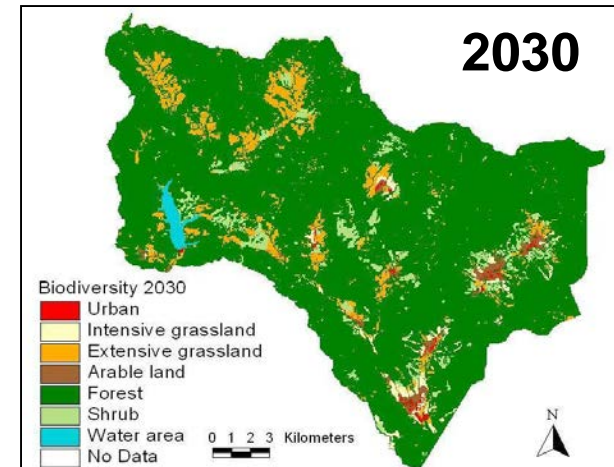 2030
Biodiversity 2030
Urban
Intensive grassland
Extensive grassland
Arable land
Forest
Shrub
Water area
No Data
0 1 2 3 Kilometers
N